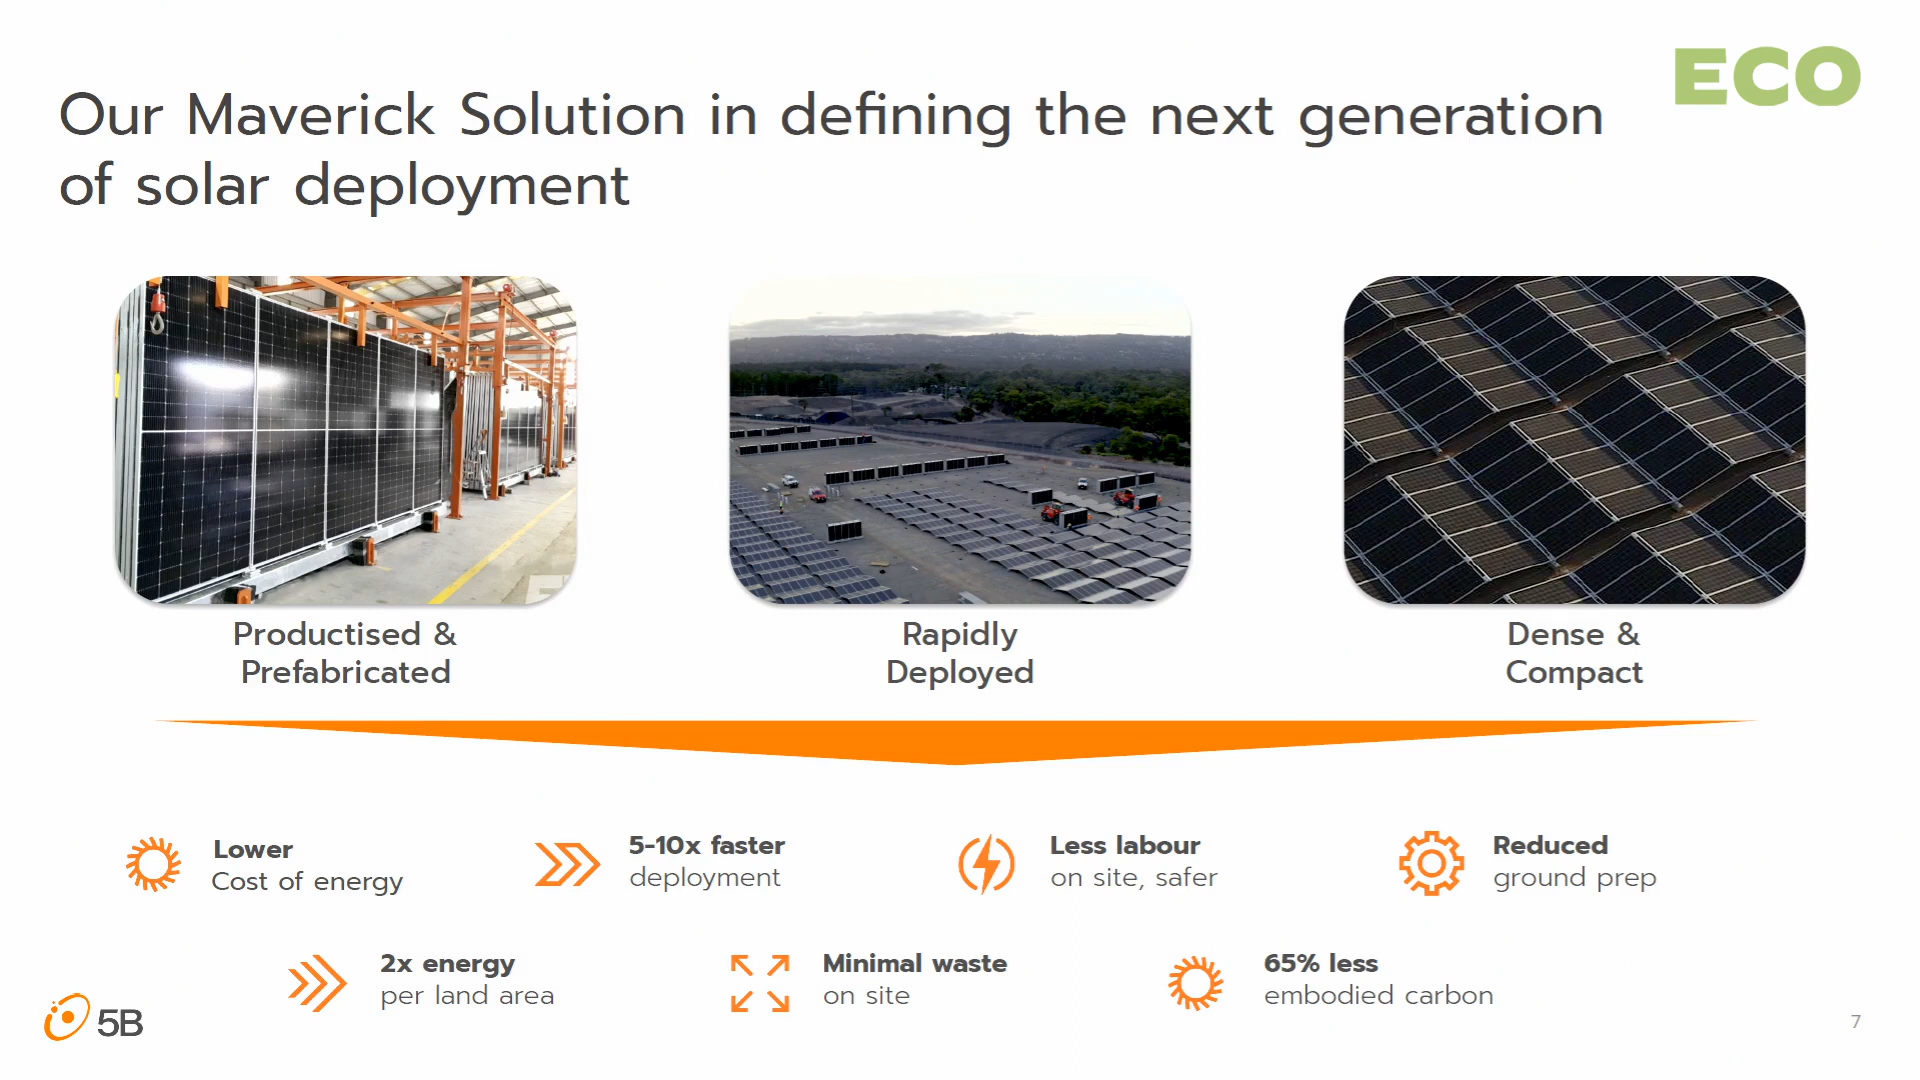 ECO
Our Maverick Solution in defining the next generation
of solar deployment
Productised &
Prefabricated
Rapidly
Deployed
Dense &
Compact
Lower
Cost of energy
5-10x faster
deployment
Less labour
on site, safer
Reduced
ground prep
2x energy
per land area
Minimal waste
on site
65% less
embodied carbon
5B
7